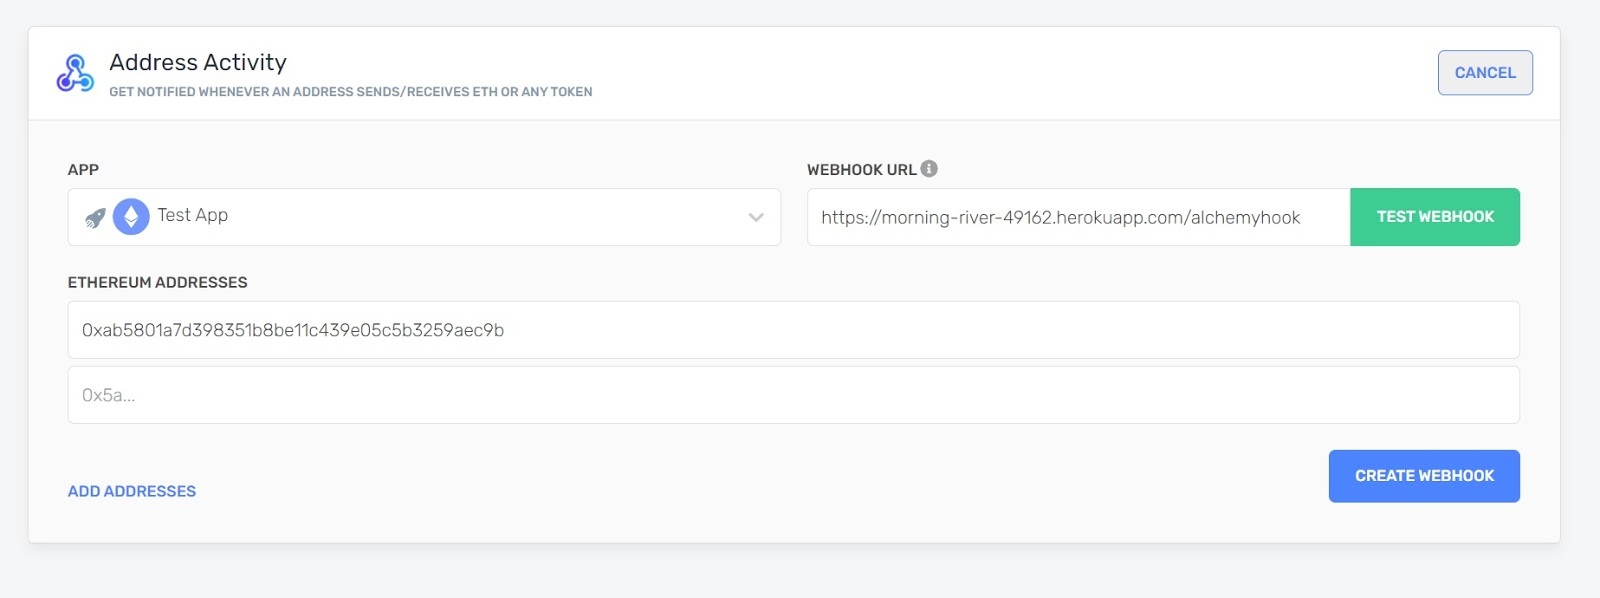 Address Activity
GET NOTIFIED WHENEVER AN ADDRESS SENDS/RECEIVES ETH OR ANY TOKEN
CANCEL
APP
Test App
WEBHOOK URL
https://morning-river-49162.herokuapp.com/alchemyhook
TEST WEBHOOK
ETHEREUM ADDRESSES
0xab5801a7d398351b8be11c439e05c5b3259aec9b
0x5a...
ADD ADDRESSES
CREATE WEBHOOK